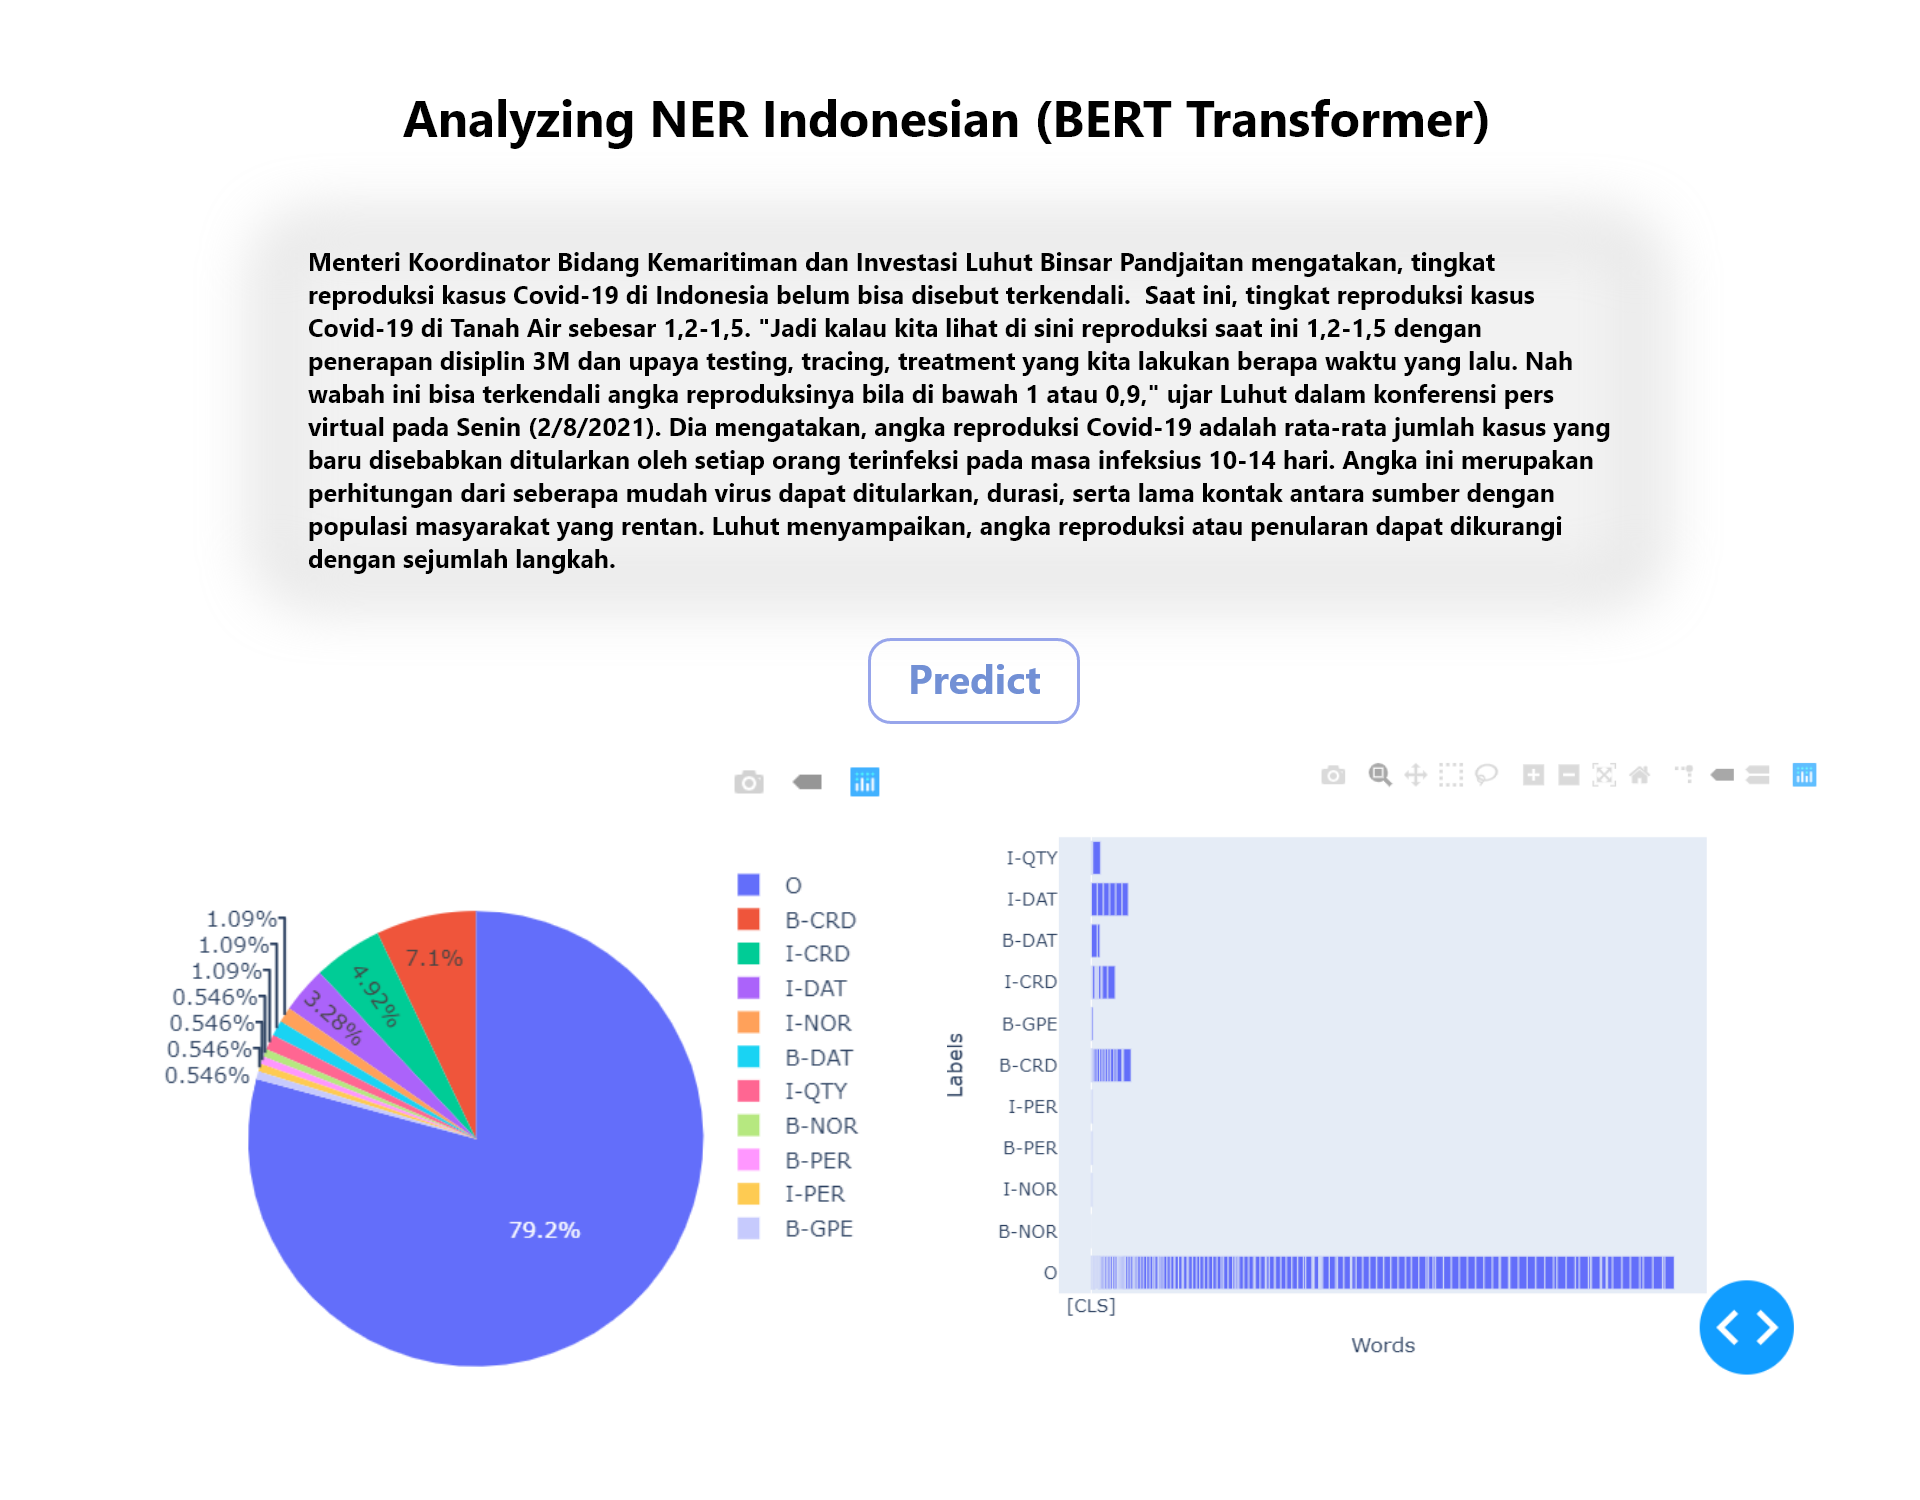 Analyzing NER Indonesian (BERT Transformer)
Menteri Koordinator Bidang Kemaritiman dan Investasi Luhut Binsar Pandjaitan mengatakan, tingkat
reproduksi kasus Covid-19 di Indonesia belum bisa disebut terkendali.  Saat ini, tingkat reproduksi kasus
Covid-19 di Tanah Air sebesar 1,2-1,5. "Jadi kalau kita lihat di sini reproduksi saat ini 1,2-1,5 dengan
penerapan disiplin 3M dan upaya testing, tracing, treatment yang kita lakukan berapa waktu yang lalu. Nah
wabah ini bisa terkendali angka reproduksinya bila di bawah 1 atau 0,9," ujar Luhut dalam konferensi pers
virtual pada Senin (2/8/2021). Dia mengatakan, angka reproduksi Covid-19 adalah rata-rata jumlah kasus yang
baru disebabkan ditularkan oleh setiap orang terinfeksi pada masa infeksius 10-14 hari. Angka ini merupakan
perhitungan dari seberapa mudah virus dapat ditularkan, durasi, serta lama kontak antara sumber dengan
populasi masyarakat yang rentan. Luhut menyampaikan, angka reproduksi atau penularan dapat dikurangi
dengan sejumlah langkah.
Predict
1.09%
1.09%
1.09%
0.546%
0.546%
0.546%
0.546%
3.28%
4.92%
7.1%
79.2%
O
B-CRD
I-CRD
I-DAT
I-NOR
B-DAT
I-QTY
B-NOR
B-PER
I-PER
B-GPE
Labels
I-QTY
I-DAT
B-DAT
I-CRD
B-GPE
B-CRD
I-PER
B-PER
I-NOR
B-NOR
O
[CLS]
Words